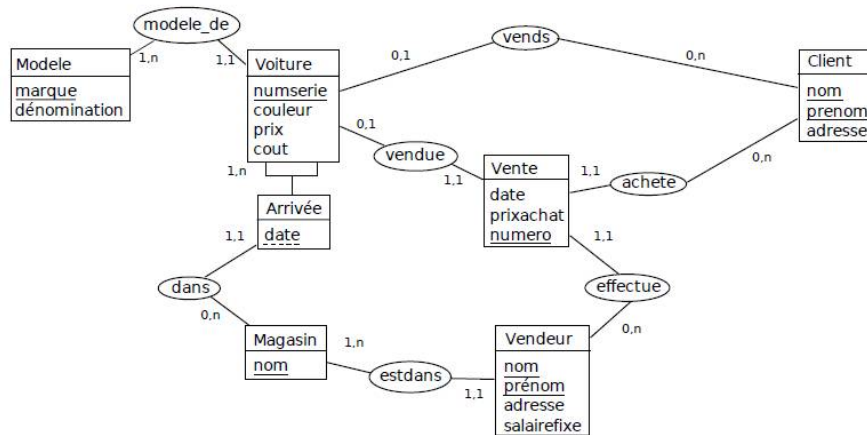 modele_de
1,n
1,1
Modele
marque
dénomination
Voiture
numserie
couleur
prix
cout
0,1
vends
0,n
Client
nom
prenom
adresse
0,1
vendue
1,1
Vente
date
prixachat
numero
1,1
achete
0,n
1,n
Arrivée
date
1,1
dans
0,n
1,1
effectue
0,n
Magasin
nom
1,n
estdans
1,1
Vendeur
nom
prénom
adresse
salairefixe